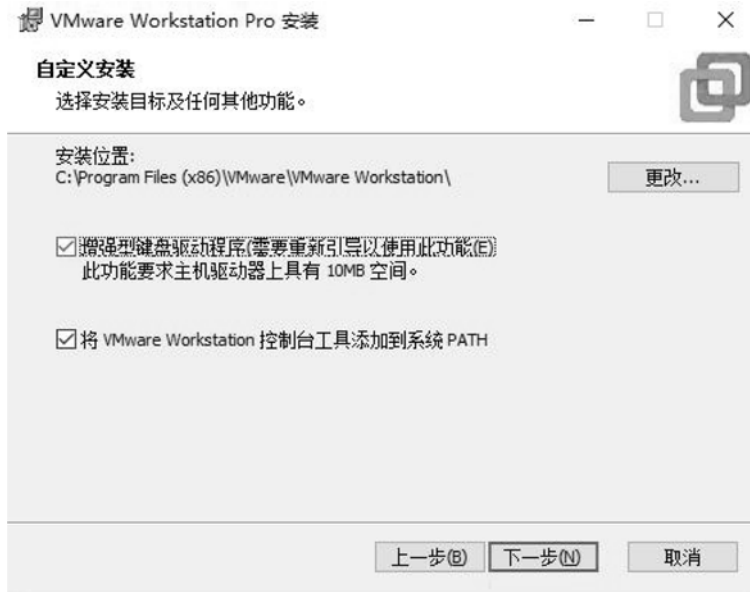 VMware Workstation Pro 安装
自定义安装
选择安装目标及任何其他功能。
安装位置:
C:\Program Files (x86)\VMware\VMware Workstation\
更改...
增强型键盘驱动程序(需要重新引导以使用此功能(E)
此功能要求主机驱动器上具有 10MB 空间。
将 VMware Workstation 控制台工具添加到系统 PATH
上一步(B) 下一步(N) 取消